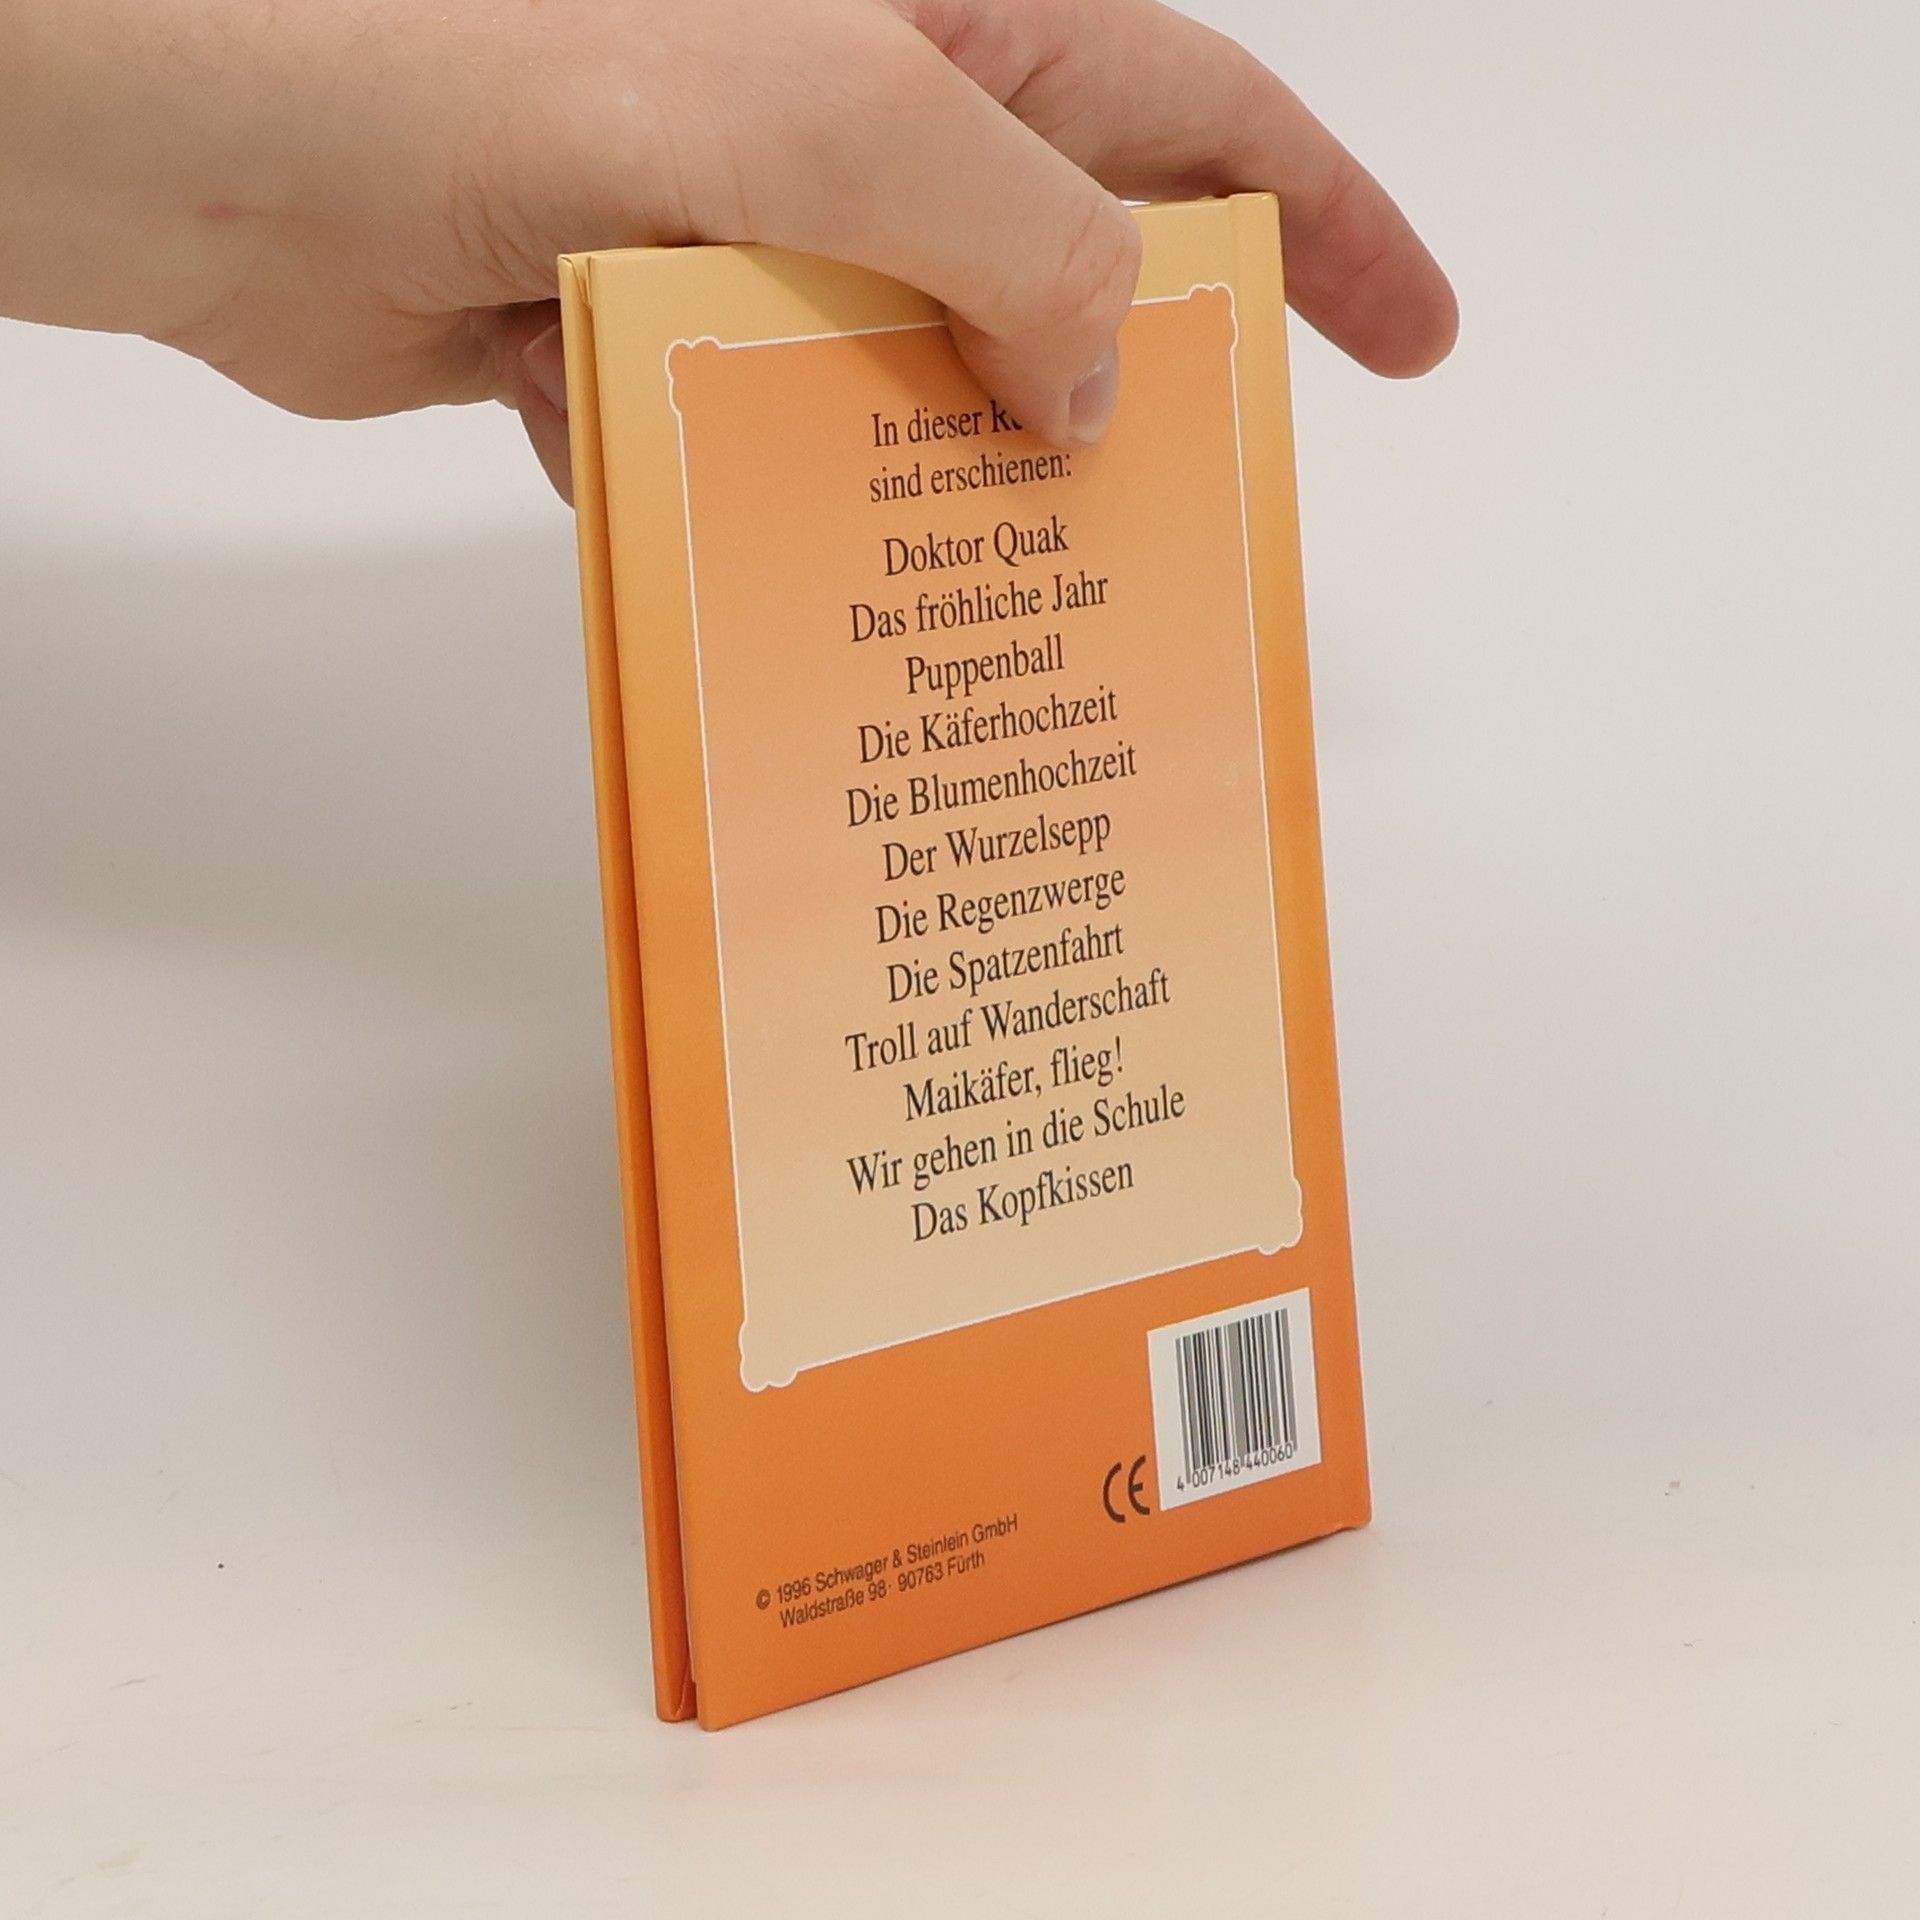 In dieser
sind erschienen:
Doktor Quak
Das fröhliche Jahr
Puppenball
Die Käferhochzeit
Die Blumenhochzeit
Der Wurzelsepp
Die Regenzwerge
Die Spatzenfahrt
Troll auf Wanderschaft
Maikäfer, flieg!
Wir gehen in die Schule
Das Kopfkissen
4 007148 440060
CE
© 1996 Schwager & Steinlein GmbH
Waldstraße 98 · 90763 Fürth